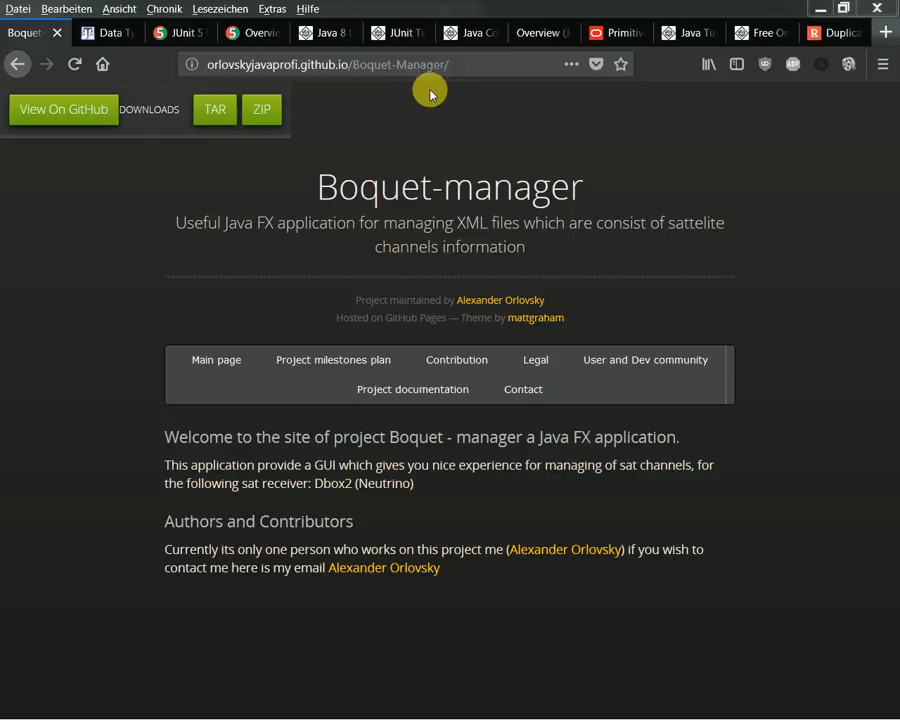 Datei Bearbeiten Ansicht Chronik Lesezeichen Extras Hilfe
Boquet- Data Ty JUnit 5 Overvie Java 8 JUnit Tu Java Co Overview (J Primitiv Java Tu Free On Duplica
orlovskyjavaprofi.github.io/Boquet-Manager/
View On GitHub DOWNLOADS TAR ZIP
Boquet-manager
Useful Java FX application for managing XML files which are consist of sattelite
channels information
Project maintained by Alexander Orlovsky
Hosted on GitHub Pages — Theme by mattgraham
Main page Project milestones plan Contribution Legal User and Dev community
Project documentation Contact
Welcome to the site of project Boquet - manager a Java FX application.
This application provide a GUI which gives you nice experience for managing of sat channels, for
the following sat receiver: Dbox2 (Neutrino)
Authors and Contributors
Currently its only one person who works on this project me (Alexander Orlovsky) if you wish to
contact me here is my email Alexander Orlovsky